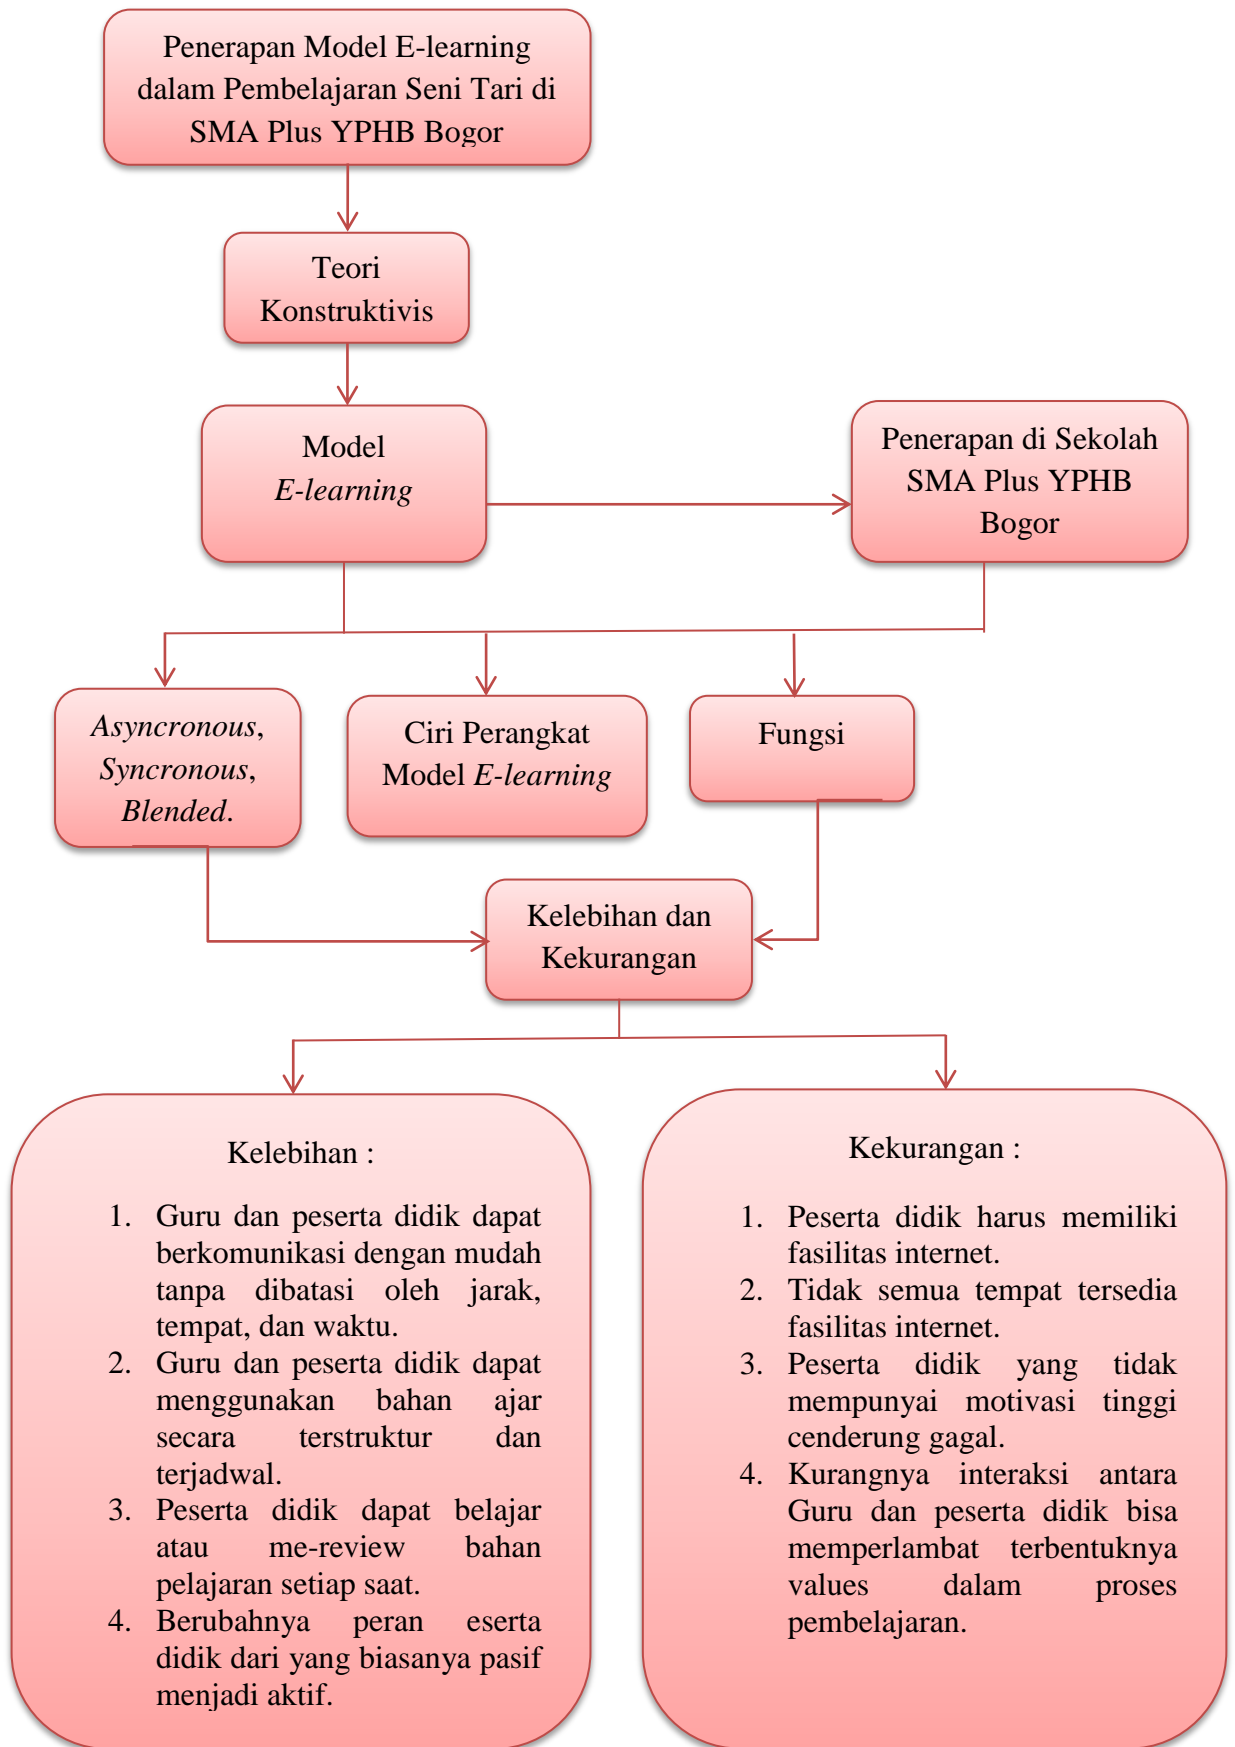 Penerapan Model E-learning
dalam Pembelajaran Seni Tari di
SMA Plus YPHB Bogor
Teori
Konstruktivis
Model
E-learning
Penerapan di Sekolah
SMA Plus YPHB
Bogor
Asyncronous,
Syncronous,
Blended.
Ciri Perangkat
Model E-learning
Fungsi
Kelebihan dan
Kekurangan
Kelebihan :
1. Guru dan peserta didik dapat
berkomunikasi dengan mudah
tanpa dibatasi oleh jarak,
tempat, dan waktu.
2. Guru dan peserta didik dapat
menggunakan bahan ajar
secara terstruktur dan
terjadwal.
3. Peserta didik dapat belajar
atau me-review bahan
pelajaran setiap saat.
4. Berubahnya peran eserta
didik dari yang biasanya pasif
menjadi aktif.
Kekurangan :
1. Peserta didik harus memiliki
fasilitas internet.
2. Tidak semua tempat tersedia
fasilitas internet.
3. Peserta didik yang tidak
mempunyai motivasi tinggi
cenderung gagal.
4. Kurangnya interaksi antara
Guru dan peserta didik bisa
memperlambat terbentuknya
values dalam proses
pembelajaran.